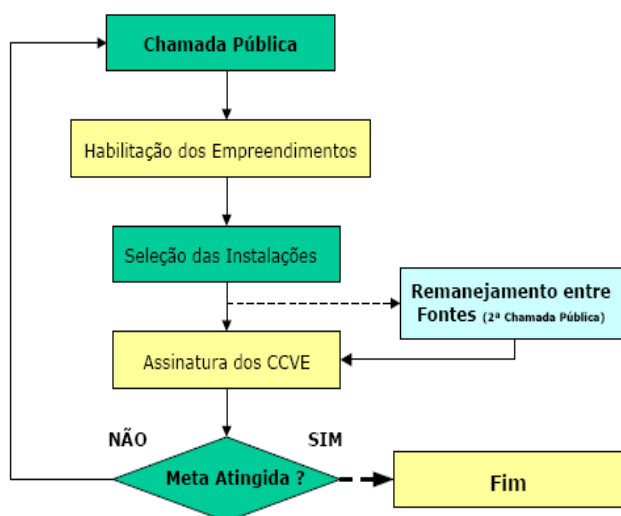 Chamada Pública
Habilitação dos Empreendimentos
Seleção das Instalações
Remanejamento entre
Fontes (2ª Chamada Pública)
Assinatura dos CCVE
NÃO
SIM
Meta Atingida ?
Fim